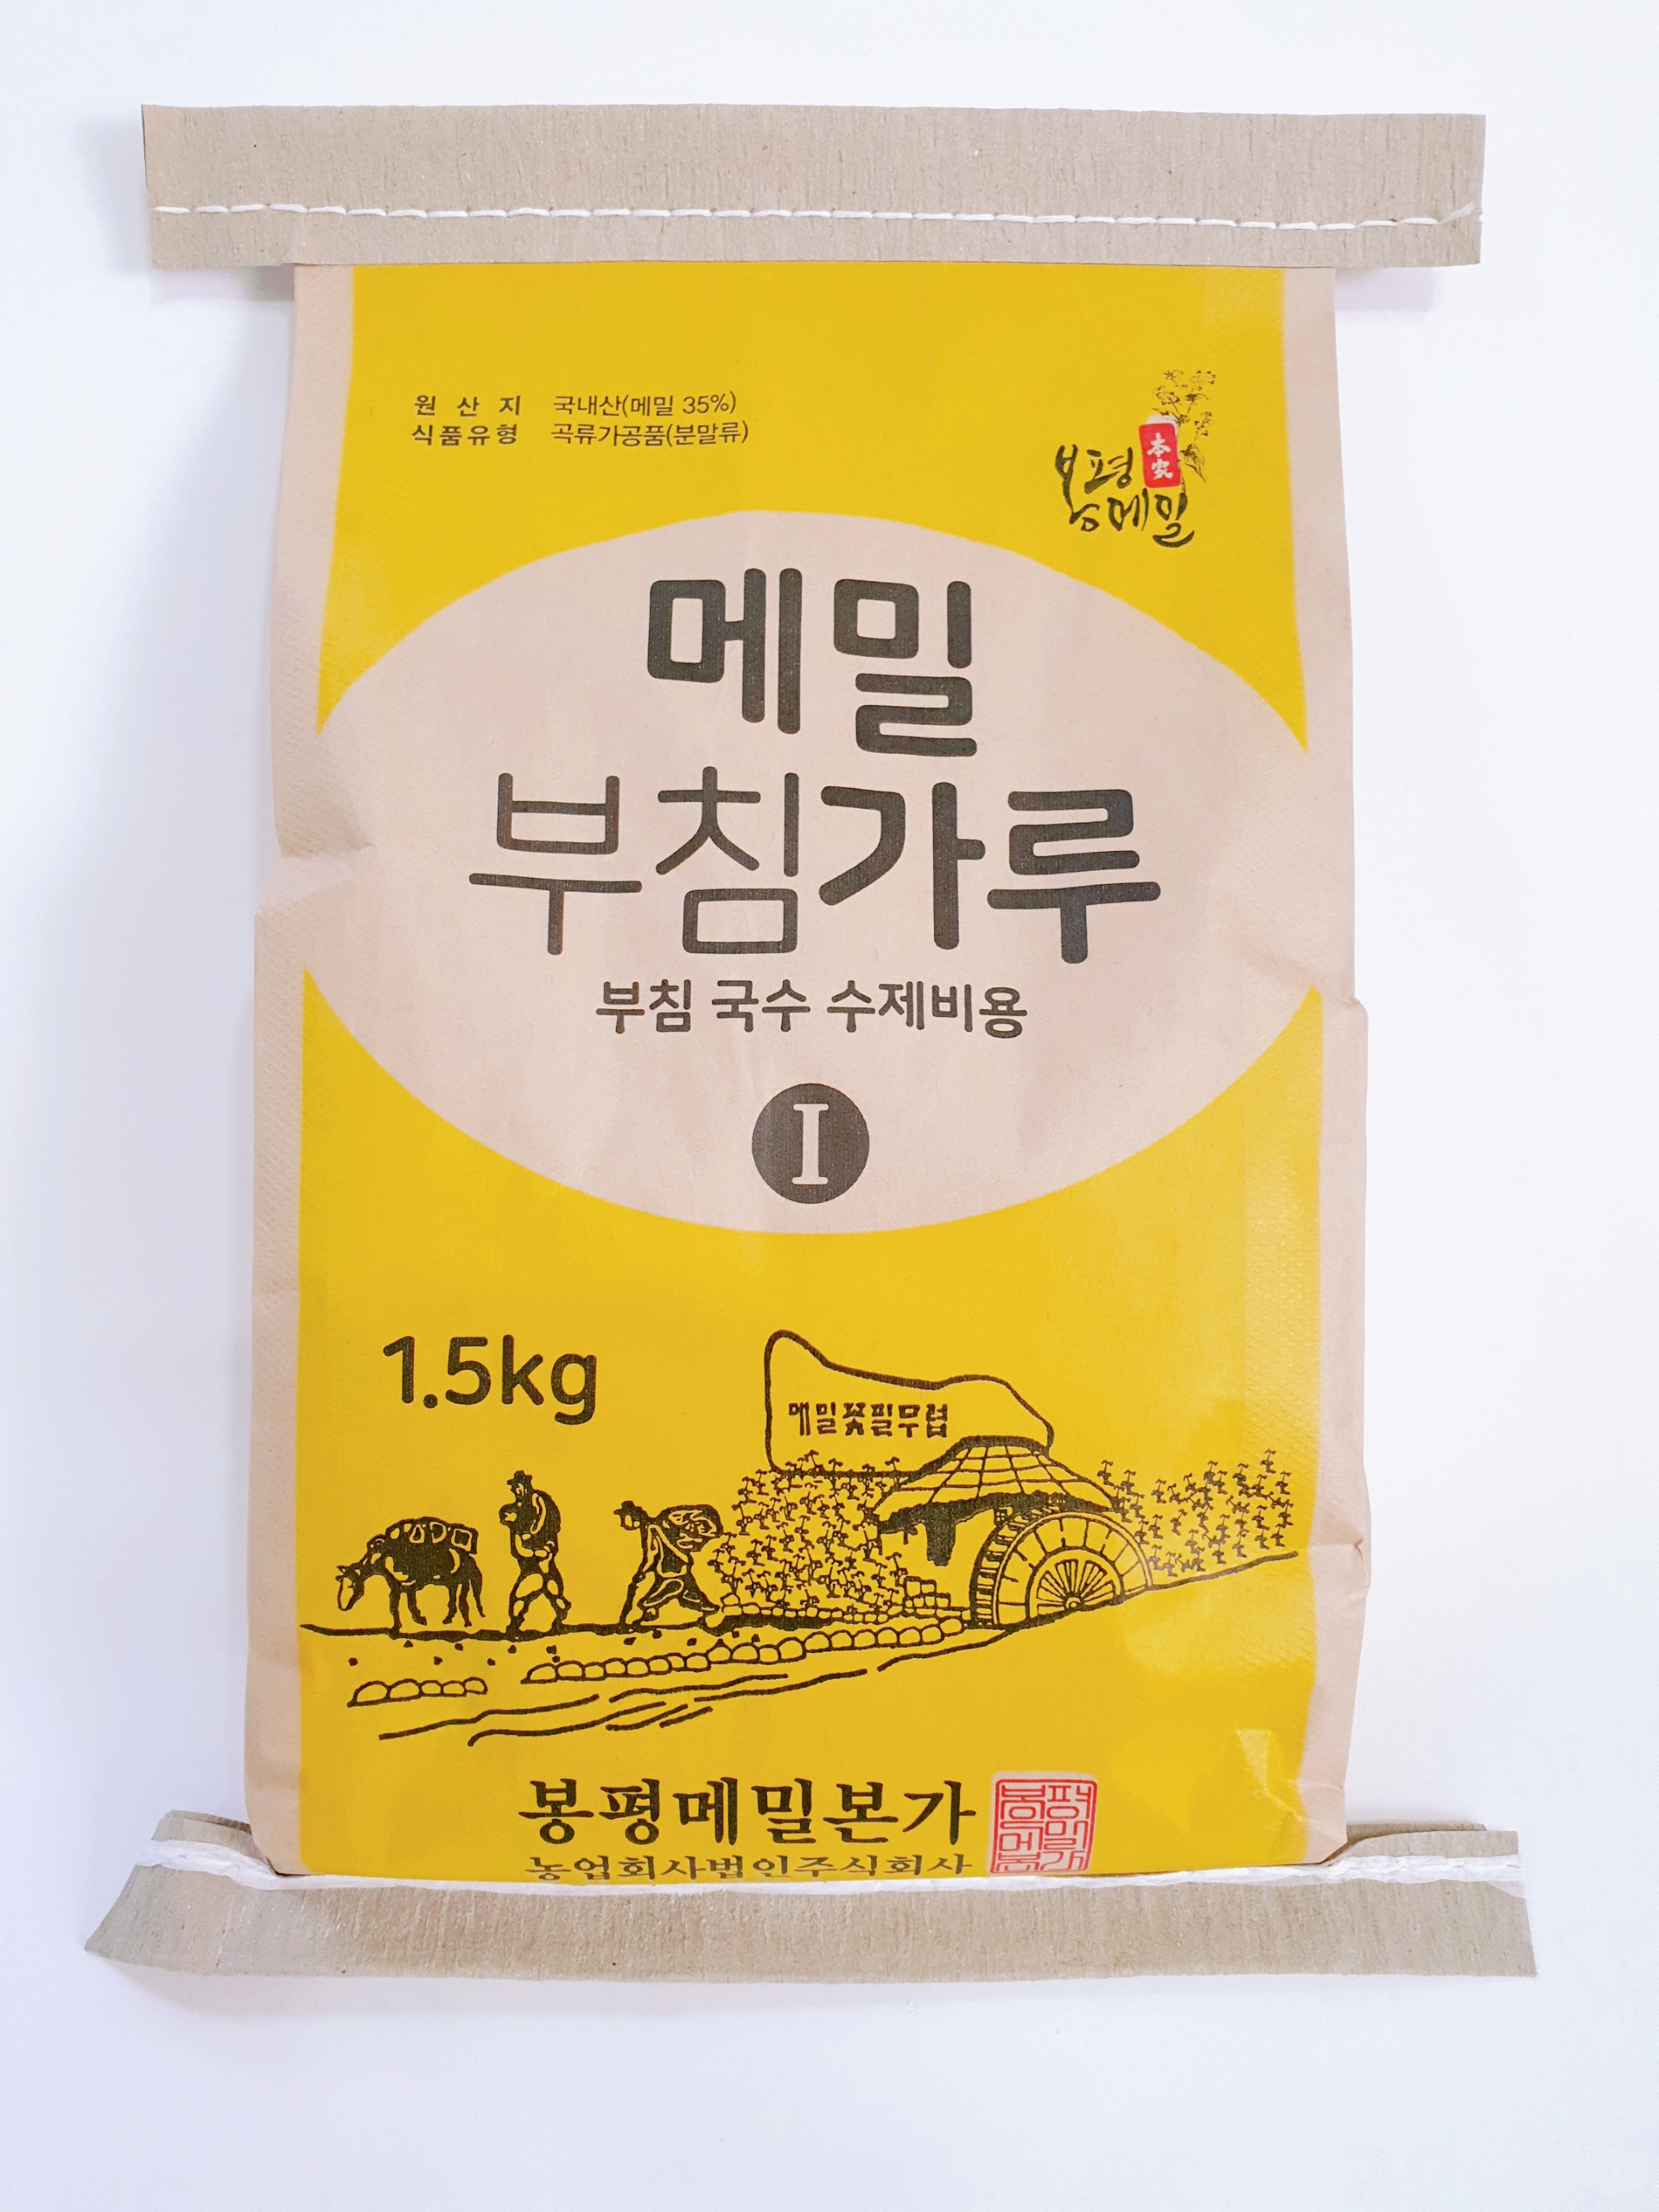 원 산 지 국내산(메밀 35%)
식품유형 곡류가공품(분말류)
봉평
本家
메밀
메밀
부침가루
부침 국수 수제비용
I
1.5kg
메밀꽃필무렵
봉평메밀본가
농업회사법인주식회사